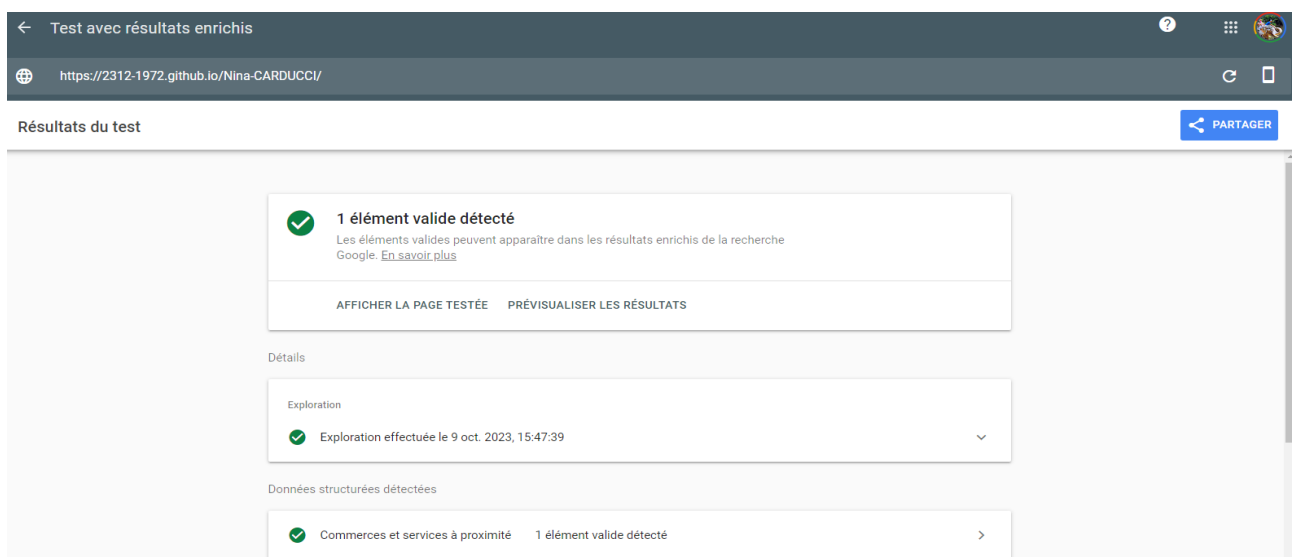 Test avec résultats enrichis
https://2312-1972.github.io/Nina-CARDUCCI/
Résultats du test
PARTAGER
1 élément valide détecté
Les éléments valides peuvent apparaître dans les résultats enrichis de la recherche
Google. En savoir plus
AFFICHER LA PAGE TESTÉE PRÉVISUALISER LES RÉSULTATS
Détails
Exploration
Exploration effectuée le 9 oct. 2023, 15:47:39
Données structurées détectées
Commerces et services à proximité 1 élément valide détecté